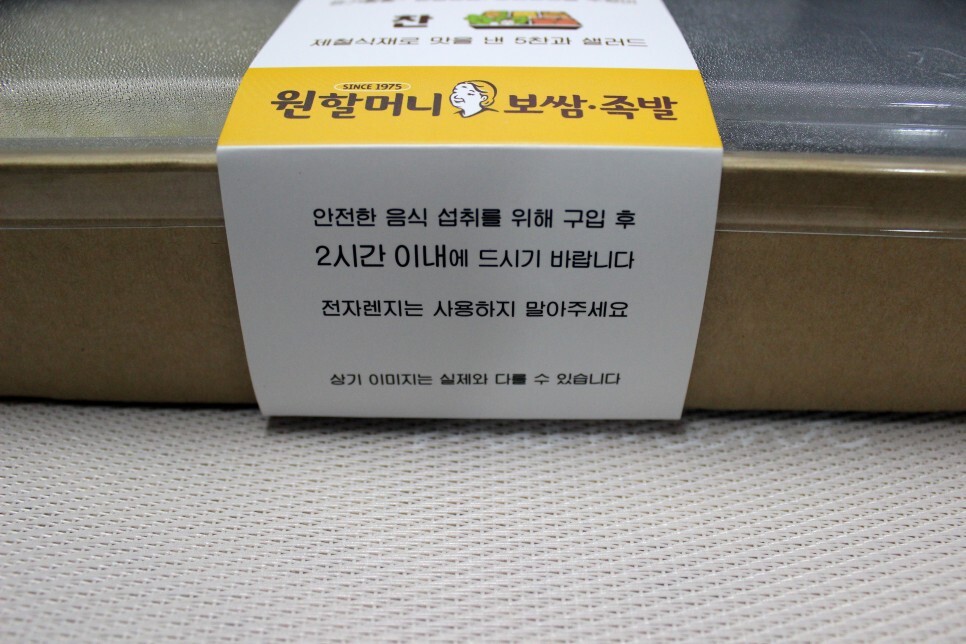 찬
제철식재로 맛을 낸 5찬과 샐러드
SINCE 1975
원할머니 보쌈·족발
안전한 음식 섭취를 위해 구입 후
2시간 이내에 드시기 바랍니다
전자렌지는 사용하지 말아주세요
상기 이미지는 실제와 다를 수 있습니다